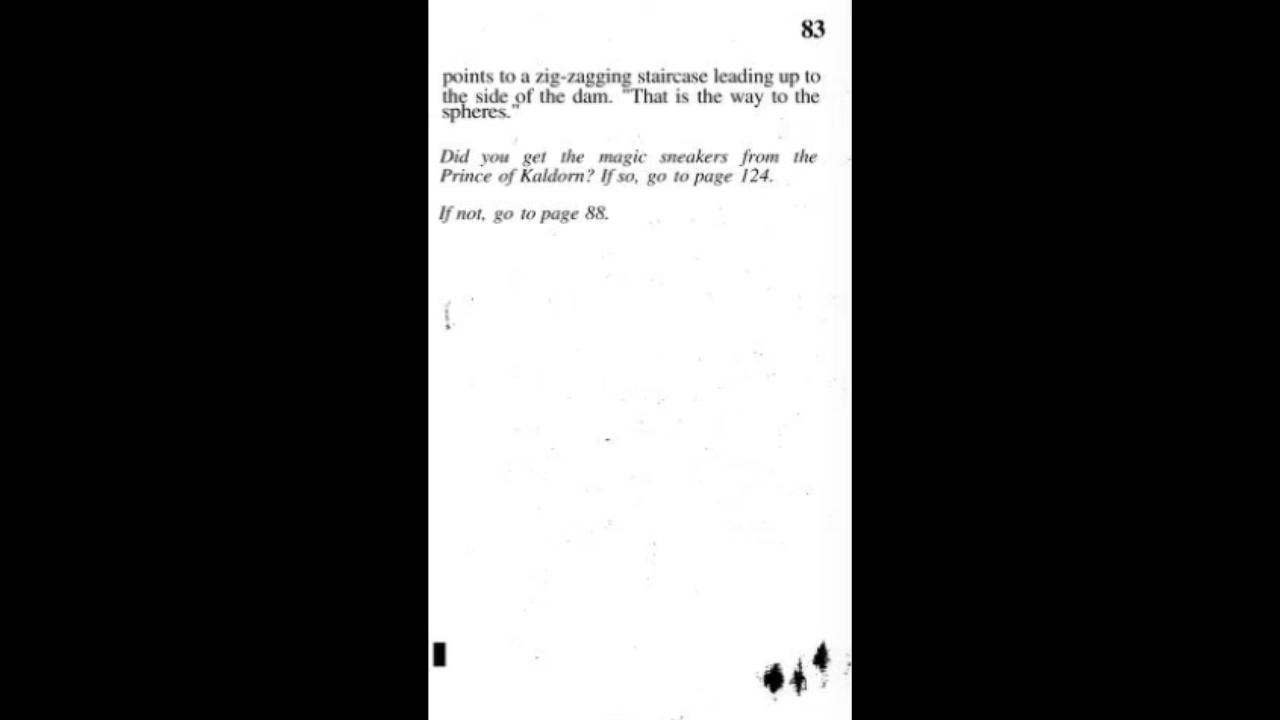 83
points to a zig-zagging staircase leading up to
the side of the dam. "That is the way to the
spheres."
Did you get the magic sneakers from the
Prince of Kaldorn? If so, go to page 124.
If not, go to page 88.